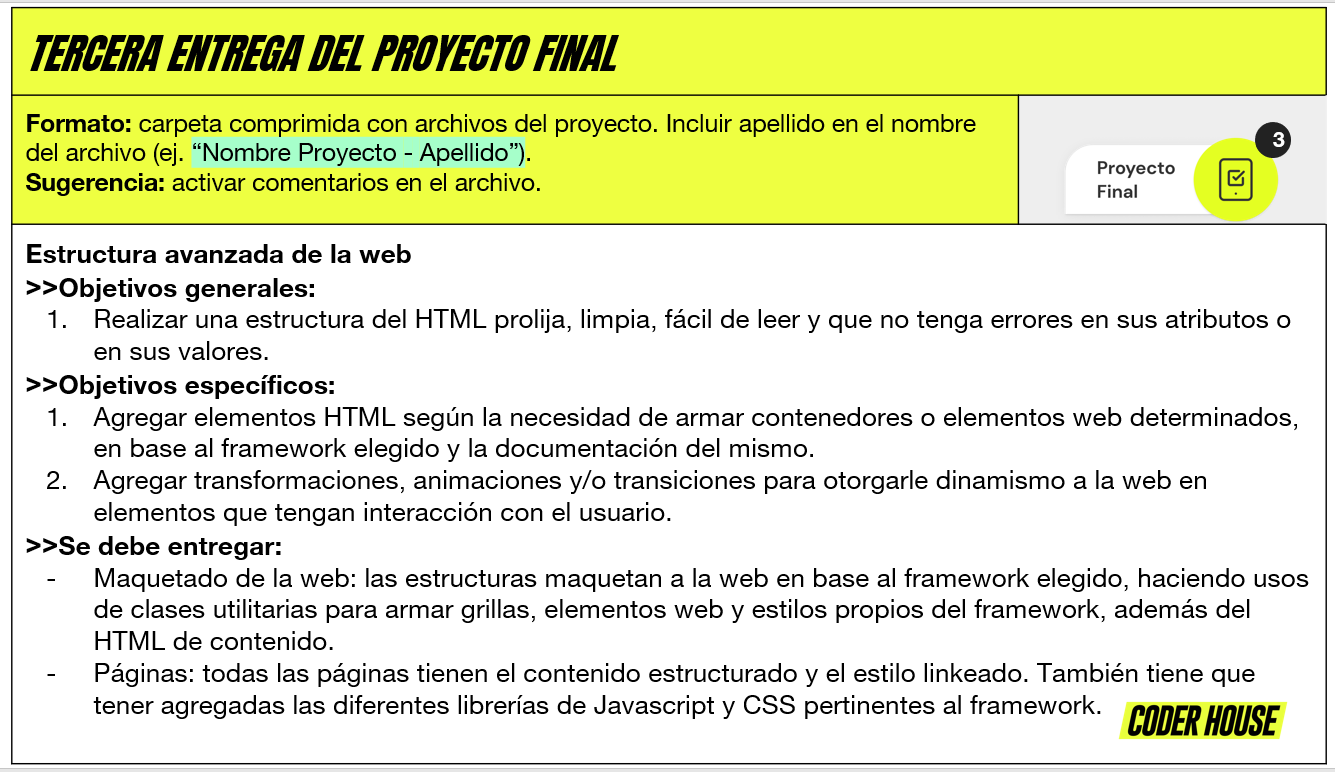 TERCERA ENTREGA DEL PROYECTO FINAL
Formato: carpeta comprimida con archivos del proyecto. Incluir apellido en el nombre
del archivo (ej. “Nombre Proyecto - Apellido”).
Sugerencia: activar comentarios en el archivo.
3
Proyecto
Final
Estructura avanzada de la web
>>Objetivos generales:
1. Realizar una estructura del HTML prolija, limpia, fácil de leer y que no tenga errores en sus atributos o
en sus valores.
>>Objetivos específicos:
1. Agregar elementos HTML según la necesidad de armar contenedores o elementos web determinados,
en base al framework elegido y la documentación del mismo.
2. Agregar transformaciones, animaciones y/o transiciones para otorgarle dinamismo a la web en
elementos que tengan interacción con el usuario.
>>Se debe entregar:
- Maquetado de la web: las estructuras maquetan a la web en base al framework elegido, haciendo usos
de clases utilitarias para armar grillas, elementos web y estilos propios del framework, además del
HTML de contenido.
- Páginas: todas las páginas tienen el contenido estructurado y el estilo linkeado. También tiene que
tener agregadas las diferentes librerías de Javascript y CSS pertinentes al framework.
CODER HOUSE